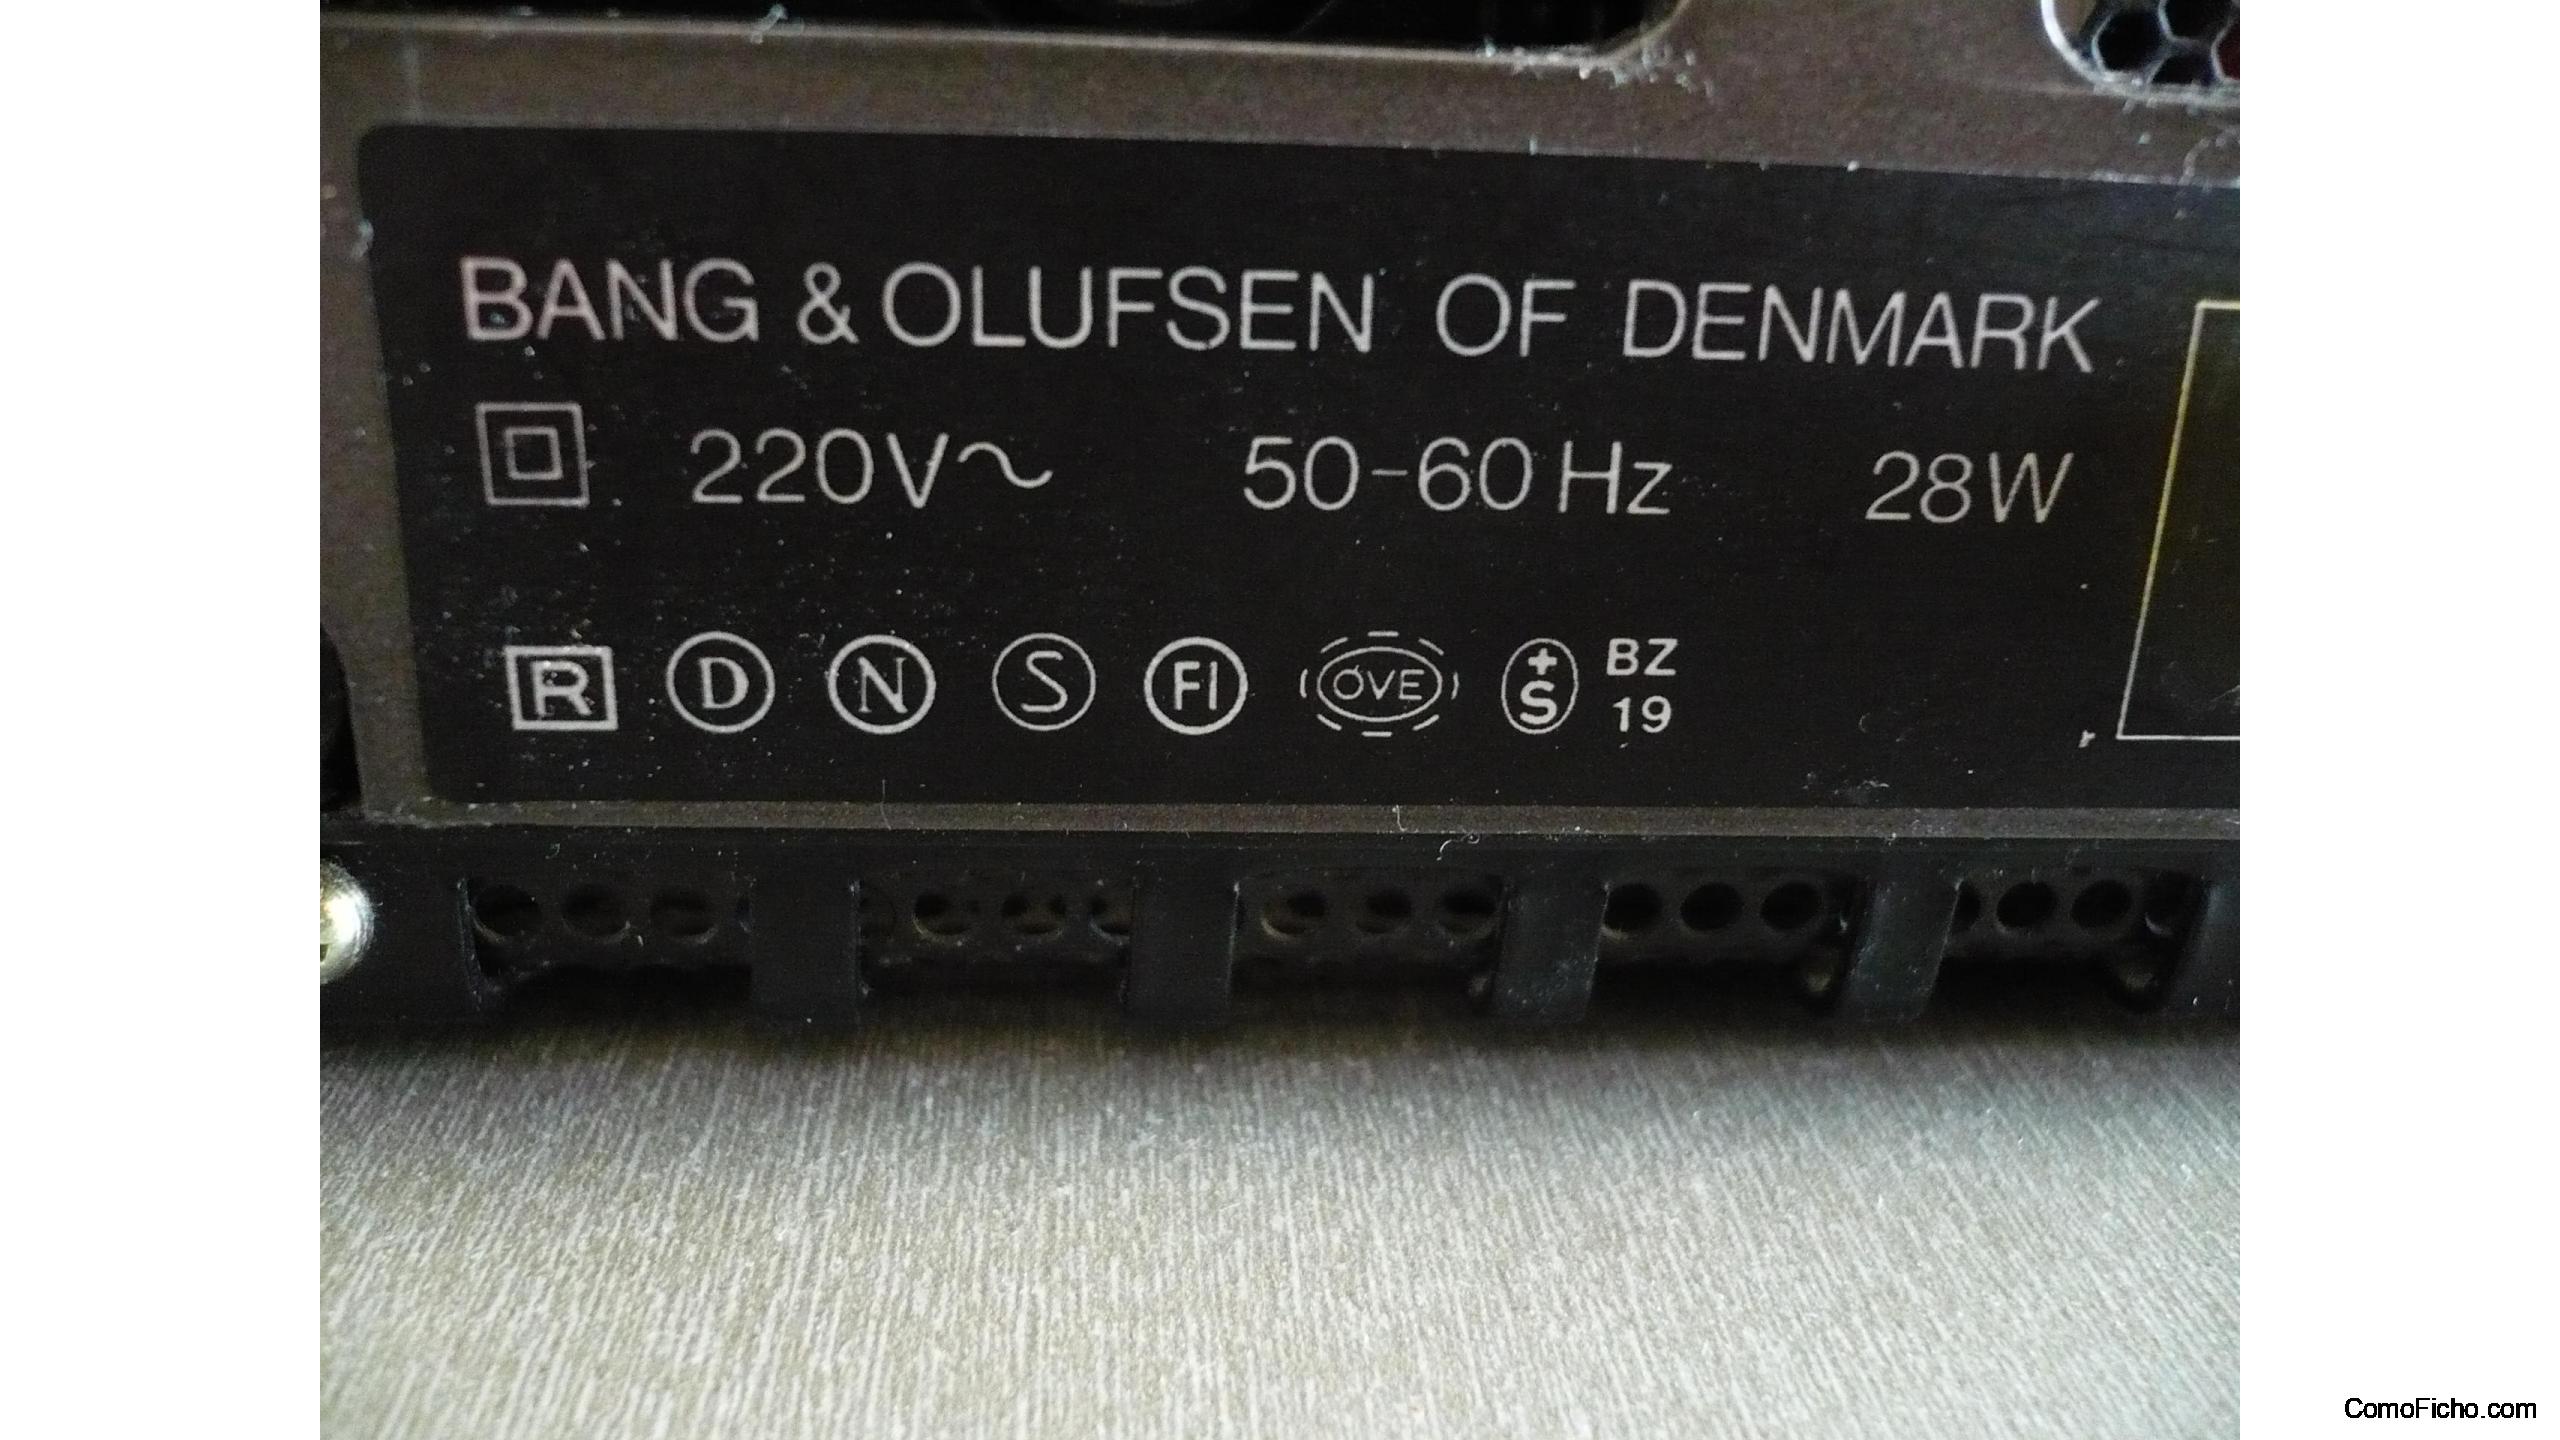 BANG & OLUFSEN OF DENMARK
220V~ 50-60 Hz 28W
R D N S FI ÖVE +S BZ 19
ComoFicho.com